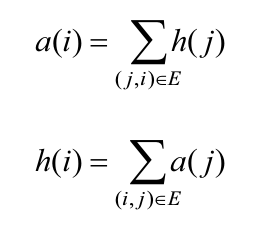 a(i) = ∑h(j)
(j,i)∈E
h(i) = ∑a(j)
(i,j)∈E